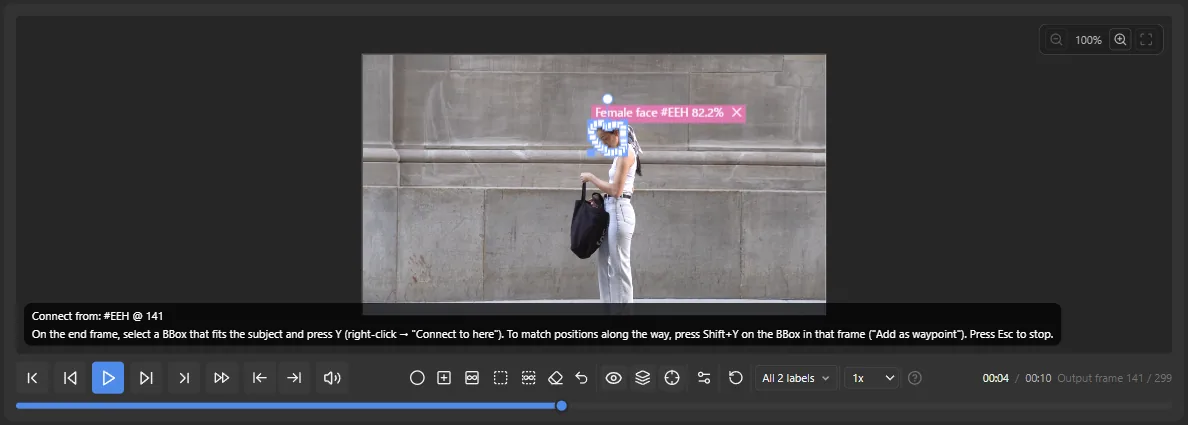 100%
Female face #EEH 82.2%
Connect from: #EEH @ 141
On the end frame, select a BBox that fits the subject and press Y (right-click → "Connect to here"). To match positions along the way, press Shift+Y on the BBox in that frame ("Add as waypoint"). Press Esc to stop.
All 2 labels
1x
00:04 / 00:10 Output frame 141 / 299